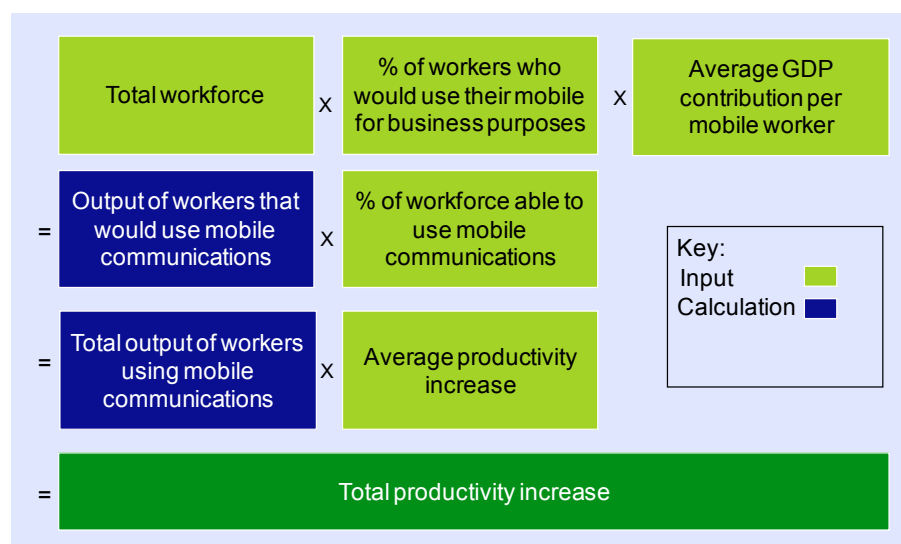 Total workforce
X
% of workers who
would use their mobile
for business purposes
X
Average GDP
contribution per
mobile worker
=
Output of workers that
would use mobile
communications
X
% of workforce able to
use mobile
communications
=
Total output of workers
using mobile
communications
X
Average productivity
increase
Key:
Input
Calculation
=
Total productivity increase